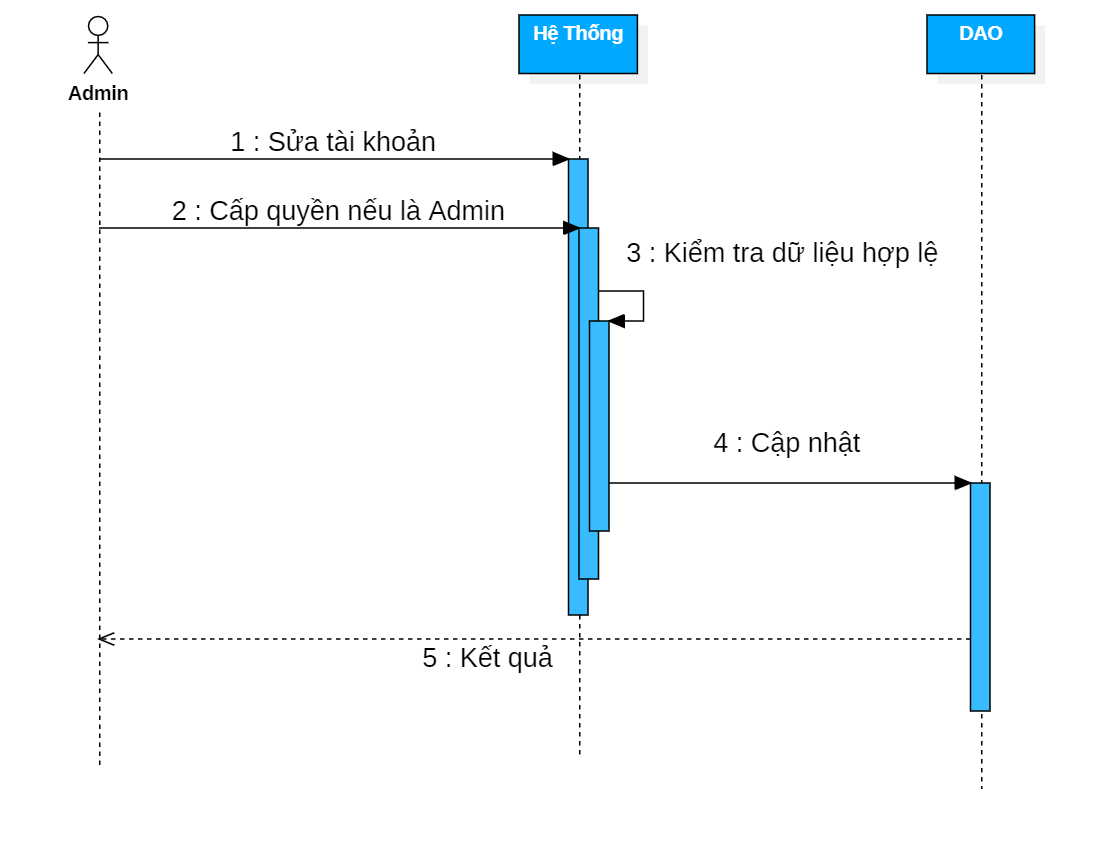 Hệ Thống
DAO
Admin
1 : Sửa tài khoản
2 : Cấp quyền nếu là Admin
3 : Kiểm tra dữ liệu hợp lệ
4 : Cập nhật
5 : Kết quả